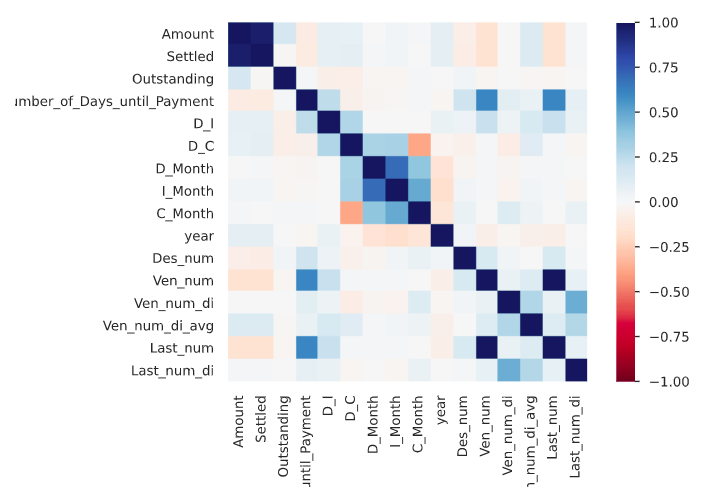 Amount
Settled
Outstanding
umber_of_Days_until_Payment
D_I
D_C
D_Month
I_Month
C_Month
year
Des_num
Ven_num
Ven_num_di
Ven_num_di_avg
Last_num
Last_num_di
1.00
0.75
0.50
0.25
0.00
−0.25
−0.50
−0.75
−1.00
Amount
Settled
Outstanding
until_Payment
D_I
D_C
D_Month
I_Month
C_Month
year
Des_num
Ven_num
Ven_num_di
n_num_di_avg
Last_num
Last_num_di